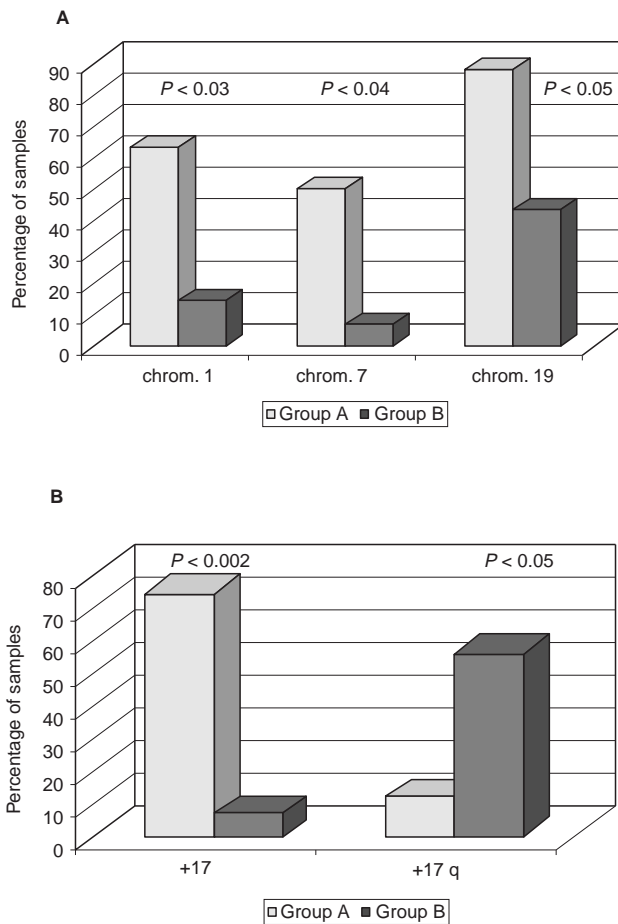 A
P < 0.03
P < 0.04
P < 0.05
90
80
70
60
50
40
30
20
10
0
Percentage of samples
chrom. 1
chrom. 7
chrom. 19
Group A
Group B
B
P < 0.002
P < 0.05
80
70
60
50
40
30
20
10
0
Percentage of samples
+17
+17 q
Group A
Group B